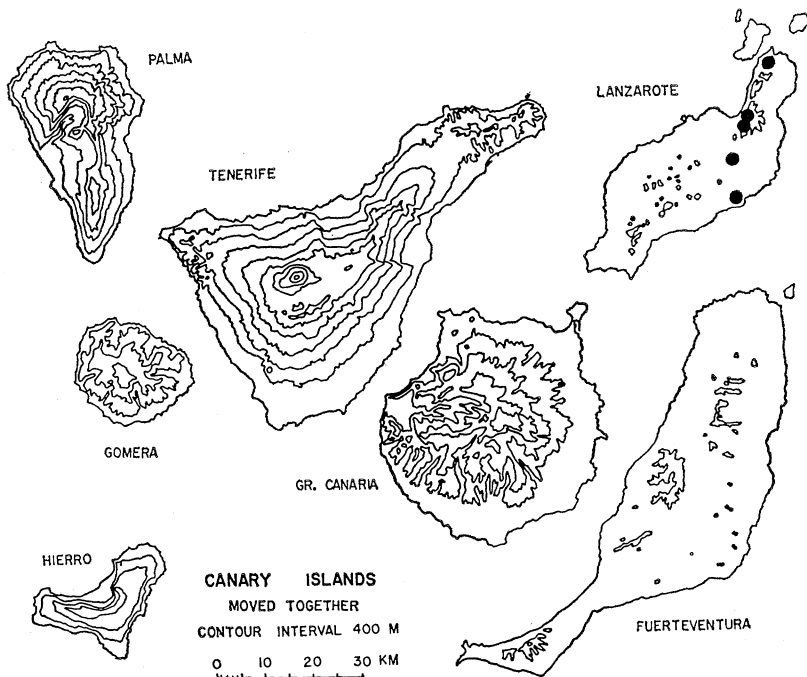 PALMA
LANZAROTE
TENERIFE
GOMERA
GR. CANARIA
HIERRO
CANARY ISLANDS
MOVED TOGETHER
CONTOUR INTERVAL 400 M
0 10 20 30 KM
FUERTEVENTURA